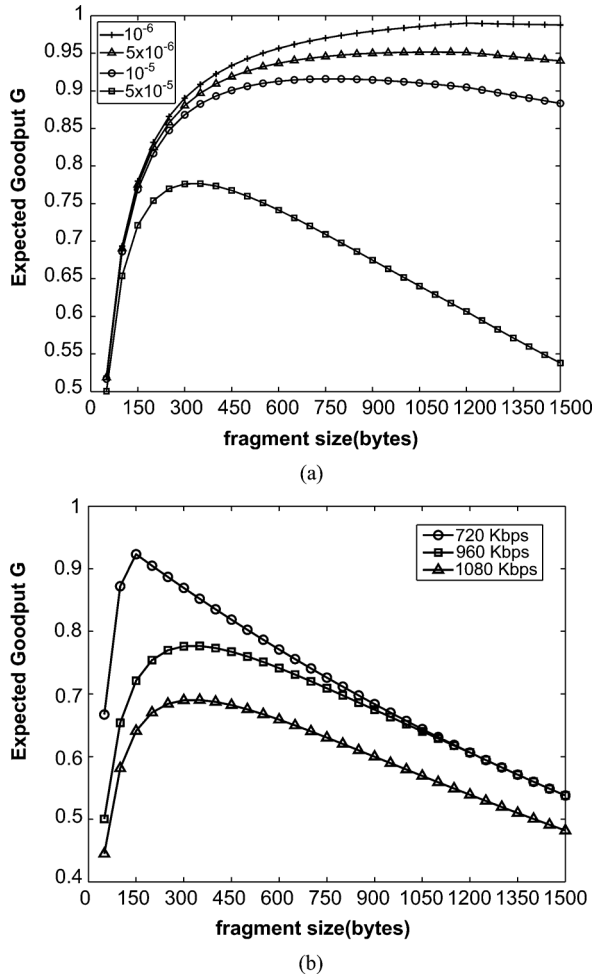 1
0.95
0.9
0.85
0.8
0.75
0.7
0.65
0.6
0.55
0.5
Expected Goodput G
10-6
5x10-6
10-5
5x10-5
0 150 300 450 600 750 900 1050 1200 1350 1500
fragment size(bytes)
(a)
1
0.9
0.8
0.7
0.6
0.5
0.4
Expected Goodput G
720 Kbps
960 Kbps
1080 Kbps
0 150 300 450 600 750 900 1050 1200 1350 1500
fragment size(bytes)
(b)